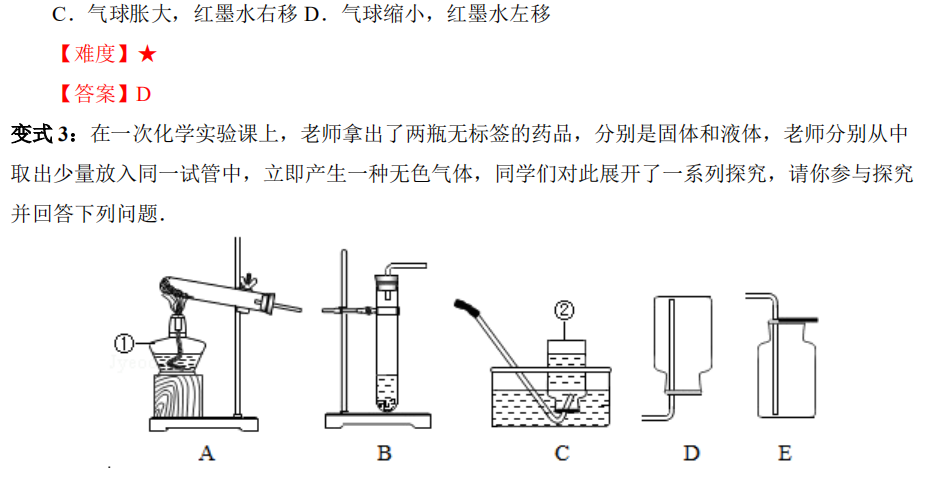 C．气球胀大，红墨水右移 D．气球缩小，红墨水左移
【难度】★
【答案】D
变式 3：在一次化学实验课上，老师拿出了两瓶无标签的药品，分别是固体和液体，老师分别从中
取出少量放入同一试管中，立即产生一种无色气体，同学们对此展开了一系列探究，请你参与探究
并回答下列问题．
① ②
A B C D E